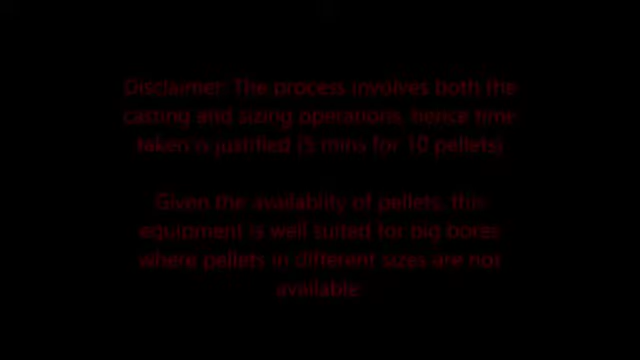 Disclaimer: The process involves both the
casting and sizing operations, hence time
taken is justified (5 mins for 10 pellets)
Given the availablity of pellets, this
equipment is well suited for big bores
where pellets in different sizes are not
available